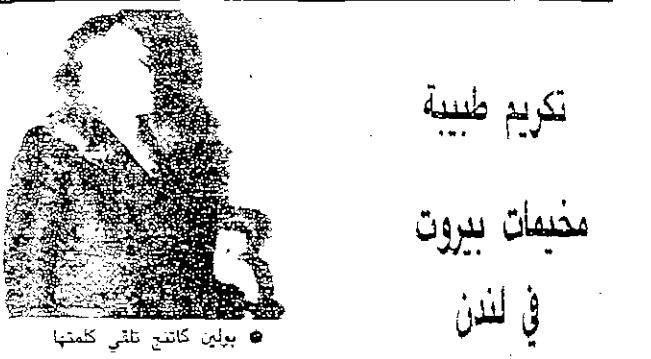 تكريم طبيبة
مخيمات بيروت
في لندن
● بولين كاتنج تلقي كلمتها